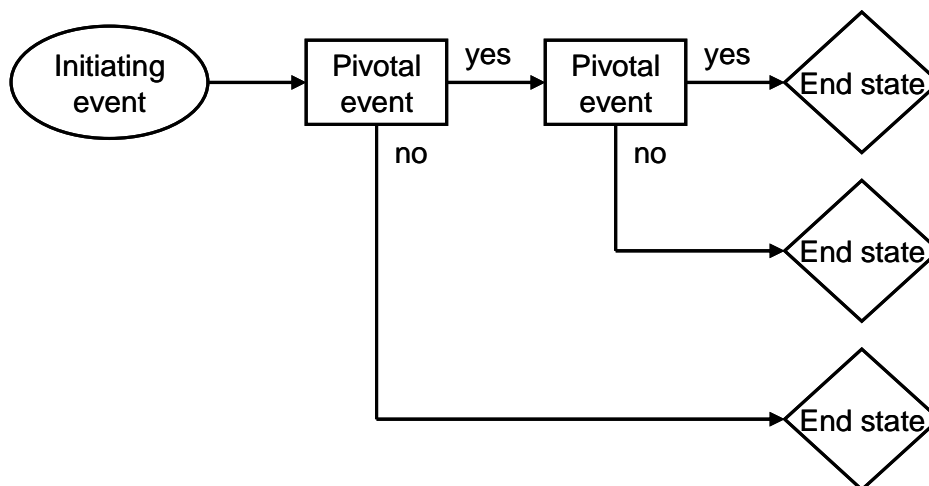 Initiating
event
Pivotal
event
yes
Pivotal
event
yes
End state
no
no
End state
End state